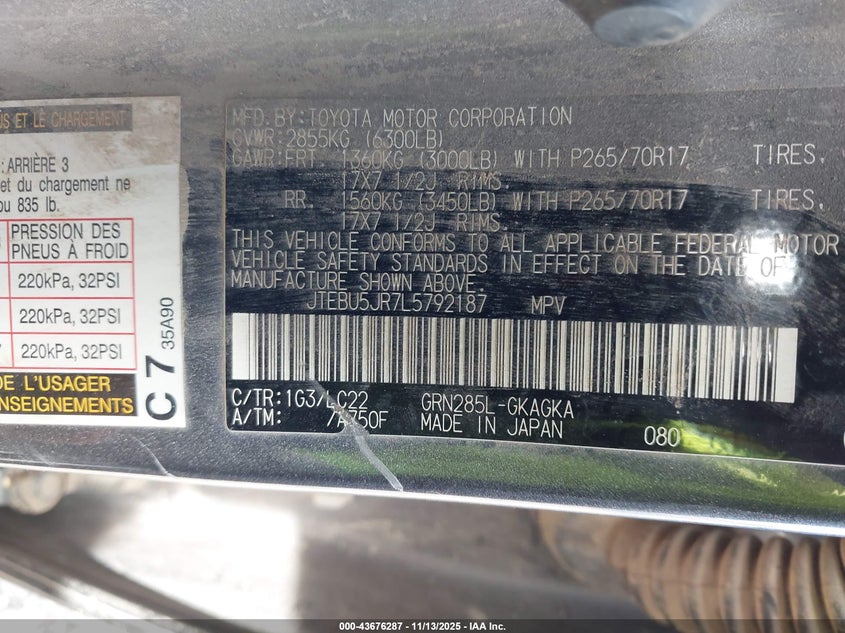 US ET LE CHARGEMENT
: ARRIÈRE 3
et du chargement ne
ou 835 lb.
PRESSION DES
PNEUS À FROID
220kPa, 32PSI
220kPa, 32PSI
220kPa, 32PSI
DE L'USAGER
NSEIGNEMENTS
C 7 35A90
MFD. BY: TOYOTA MOTOR CORPORATION
GVWR: 2855KG (6300LB)
GAWR: FRT. 1360KG (3000LB) WITH P265/70R17 TIRES,
17X7 1/2J RIMS.
RR. 1560KG (3450LB) WITH P265/70R17 TIRES,
17X7 1/2J RIMS.
THIS VEHICLE CONFORMS TO ALL APPLICABLE FEDERAL MOTOR
VEHICLE SAFETY STANDARDS IN EFFECT ON THE DATE OF
MANUFACTURE SHOWN ABOVE.
JTEBU5JR7L5792187 MPV
C/TR: 1G3/LC22 GRN285L-GKAGKA
A/TM: /A750F MADE IN JAPAN 080
000-43676287 - 11/13/2025 - IAA Inc.